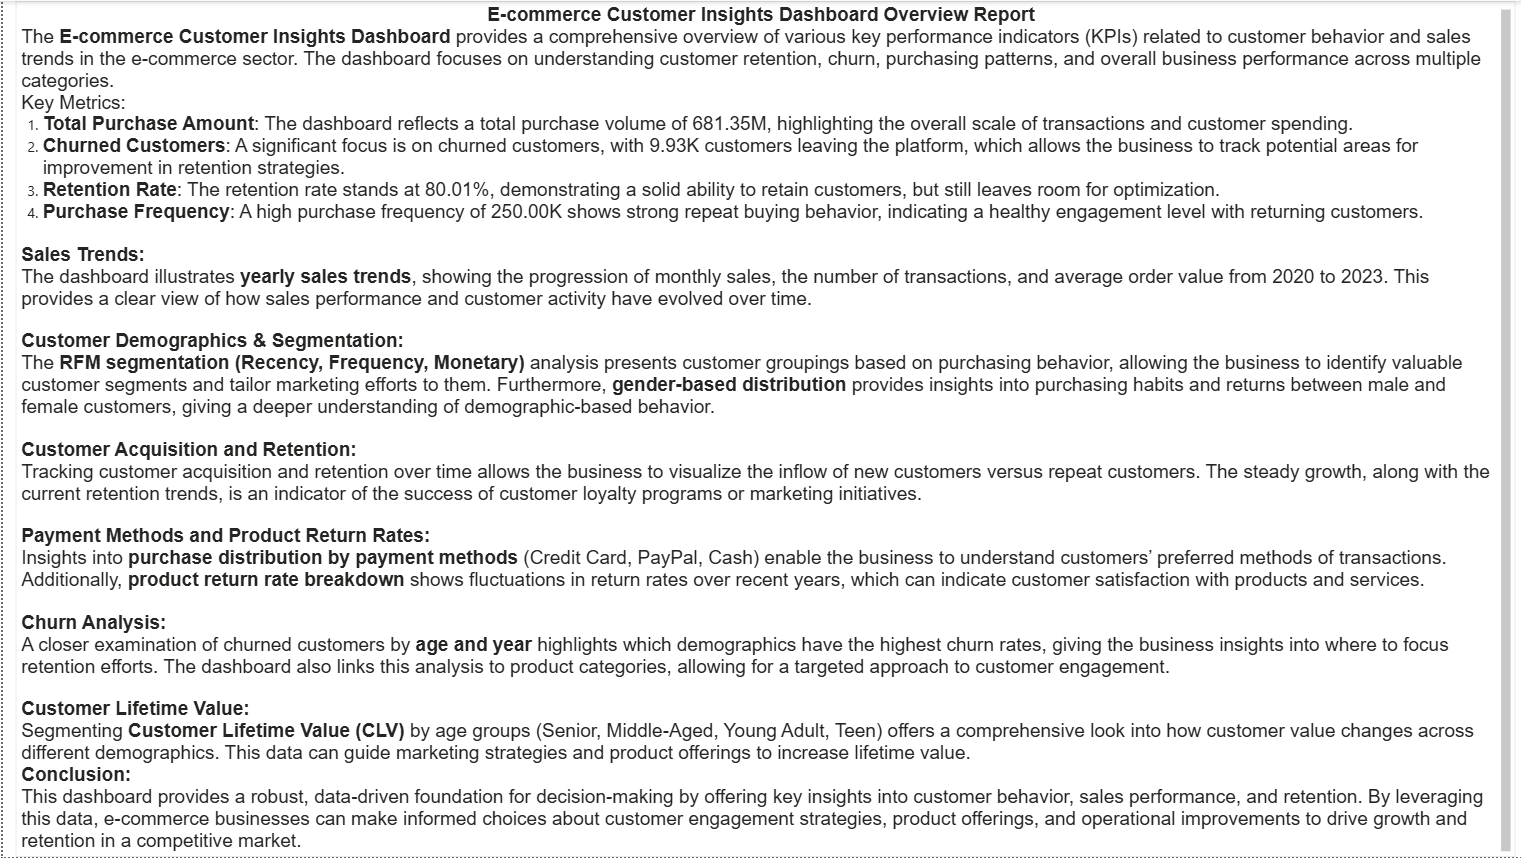 E-commerce Customer Insights Dashboard Overview Report
The E-commerce Customer Insights Dashboard provides a comprehensive overview of various key performance indicators (KPIs) related to customer behavior and sales
trends in the e-commerce sector. The dashboard focuses on understanding customer retention, churn, purchasing patterns, and overall business performance across multiple
categories.
Key Metrics:
1. Total Purchase Amount: The dashboard reflects a total purchase volume of 681.35M, highlighting the overall scale of transactions and customer spending.
2. Churned Customers: A significant focus is on churned customers, with 9.93K customers leaving the platform, which allows the business to track potential areas for
improvement in retention strategies.
3. Retention Rate: The retention rate stands at 80.01%, demonstrating a solid ability to retain customers, but still leaves room for optimization.
4. Purchase Frequency: A high purchase frequency of 250.00K shows strong repeat buying behavior, indicating a healthy engagement level with returning customers.
Sales Trends:
The dashboard illustrates yearly sales trends, showing the progression of monthly sales, the number of transactions, and average order value from 2020 to 2023. This
provides a clear view of how sales performance and customer activity have evolved over time.
Customer Demographics & Segmentation:
The RFM segmentation (Recency, Frequency, Monetary) analysis presents customer groupings based on purchasing behavior, allowing the business to identify valuable
customer segments and tailor marketing efforts to them. Furthermore, gender-based distribution provides insights into purchasing habits and returns between male and
female customers, giving a deeper understanding of demographic-based behavior.
Customer Acquisition and Retention:
Tracking customer acquisition and retention over time allows the business to visualize the inflow of new customers versus repeat customers. The steady growth, along with the
current retention trends, is an indicator of the success of customer loyalty programs or marketing initiatives.
Payment Methods and Product Return Rates:
Insights into purchase distribution by payment methods (Credit Card, PayPal, Cash) enable the business to understand customers’ preferred methods of transactions.
Additionally, product return rate breakdown shows fluctuations in return rates over recent years, which can indicate customer satisfaction with products and services.
Churn Analysis:
A closer examination of churned customers by age and year highlights which demographics have the highest churn rates, giving the business insights into where to focus
retention efforts. The dashboard also links this analysis to product categories, allowing for a targeted approach to customer engagement.
Customer Lifetime Value:
Segmenting Customer Lifetime Value (CLV) by age groups (Senior, Middle-Aged, Young Adult, Teen) offers a comprehensive look into how customer value changes across
different demographics. This data can guide marketing strategies and product offerings to increase lifetime value.
Conclusion:
This dashboard provides a robust, data-driven foundation for decision-making by offering key insights into customer behavior, sales performance, and retention. By leveraging
this data, e-commerce businesses can make informed choices about customer engagement strategies, product offerings, and operational improvements to drive growth and
retention in a competitive market.